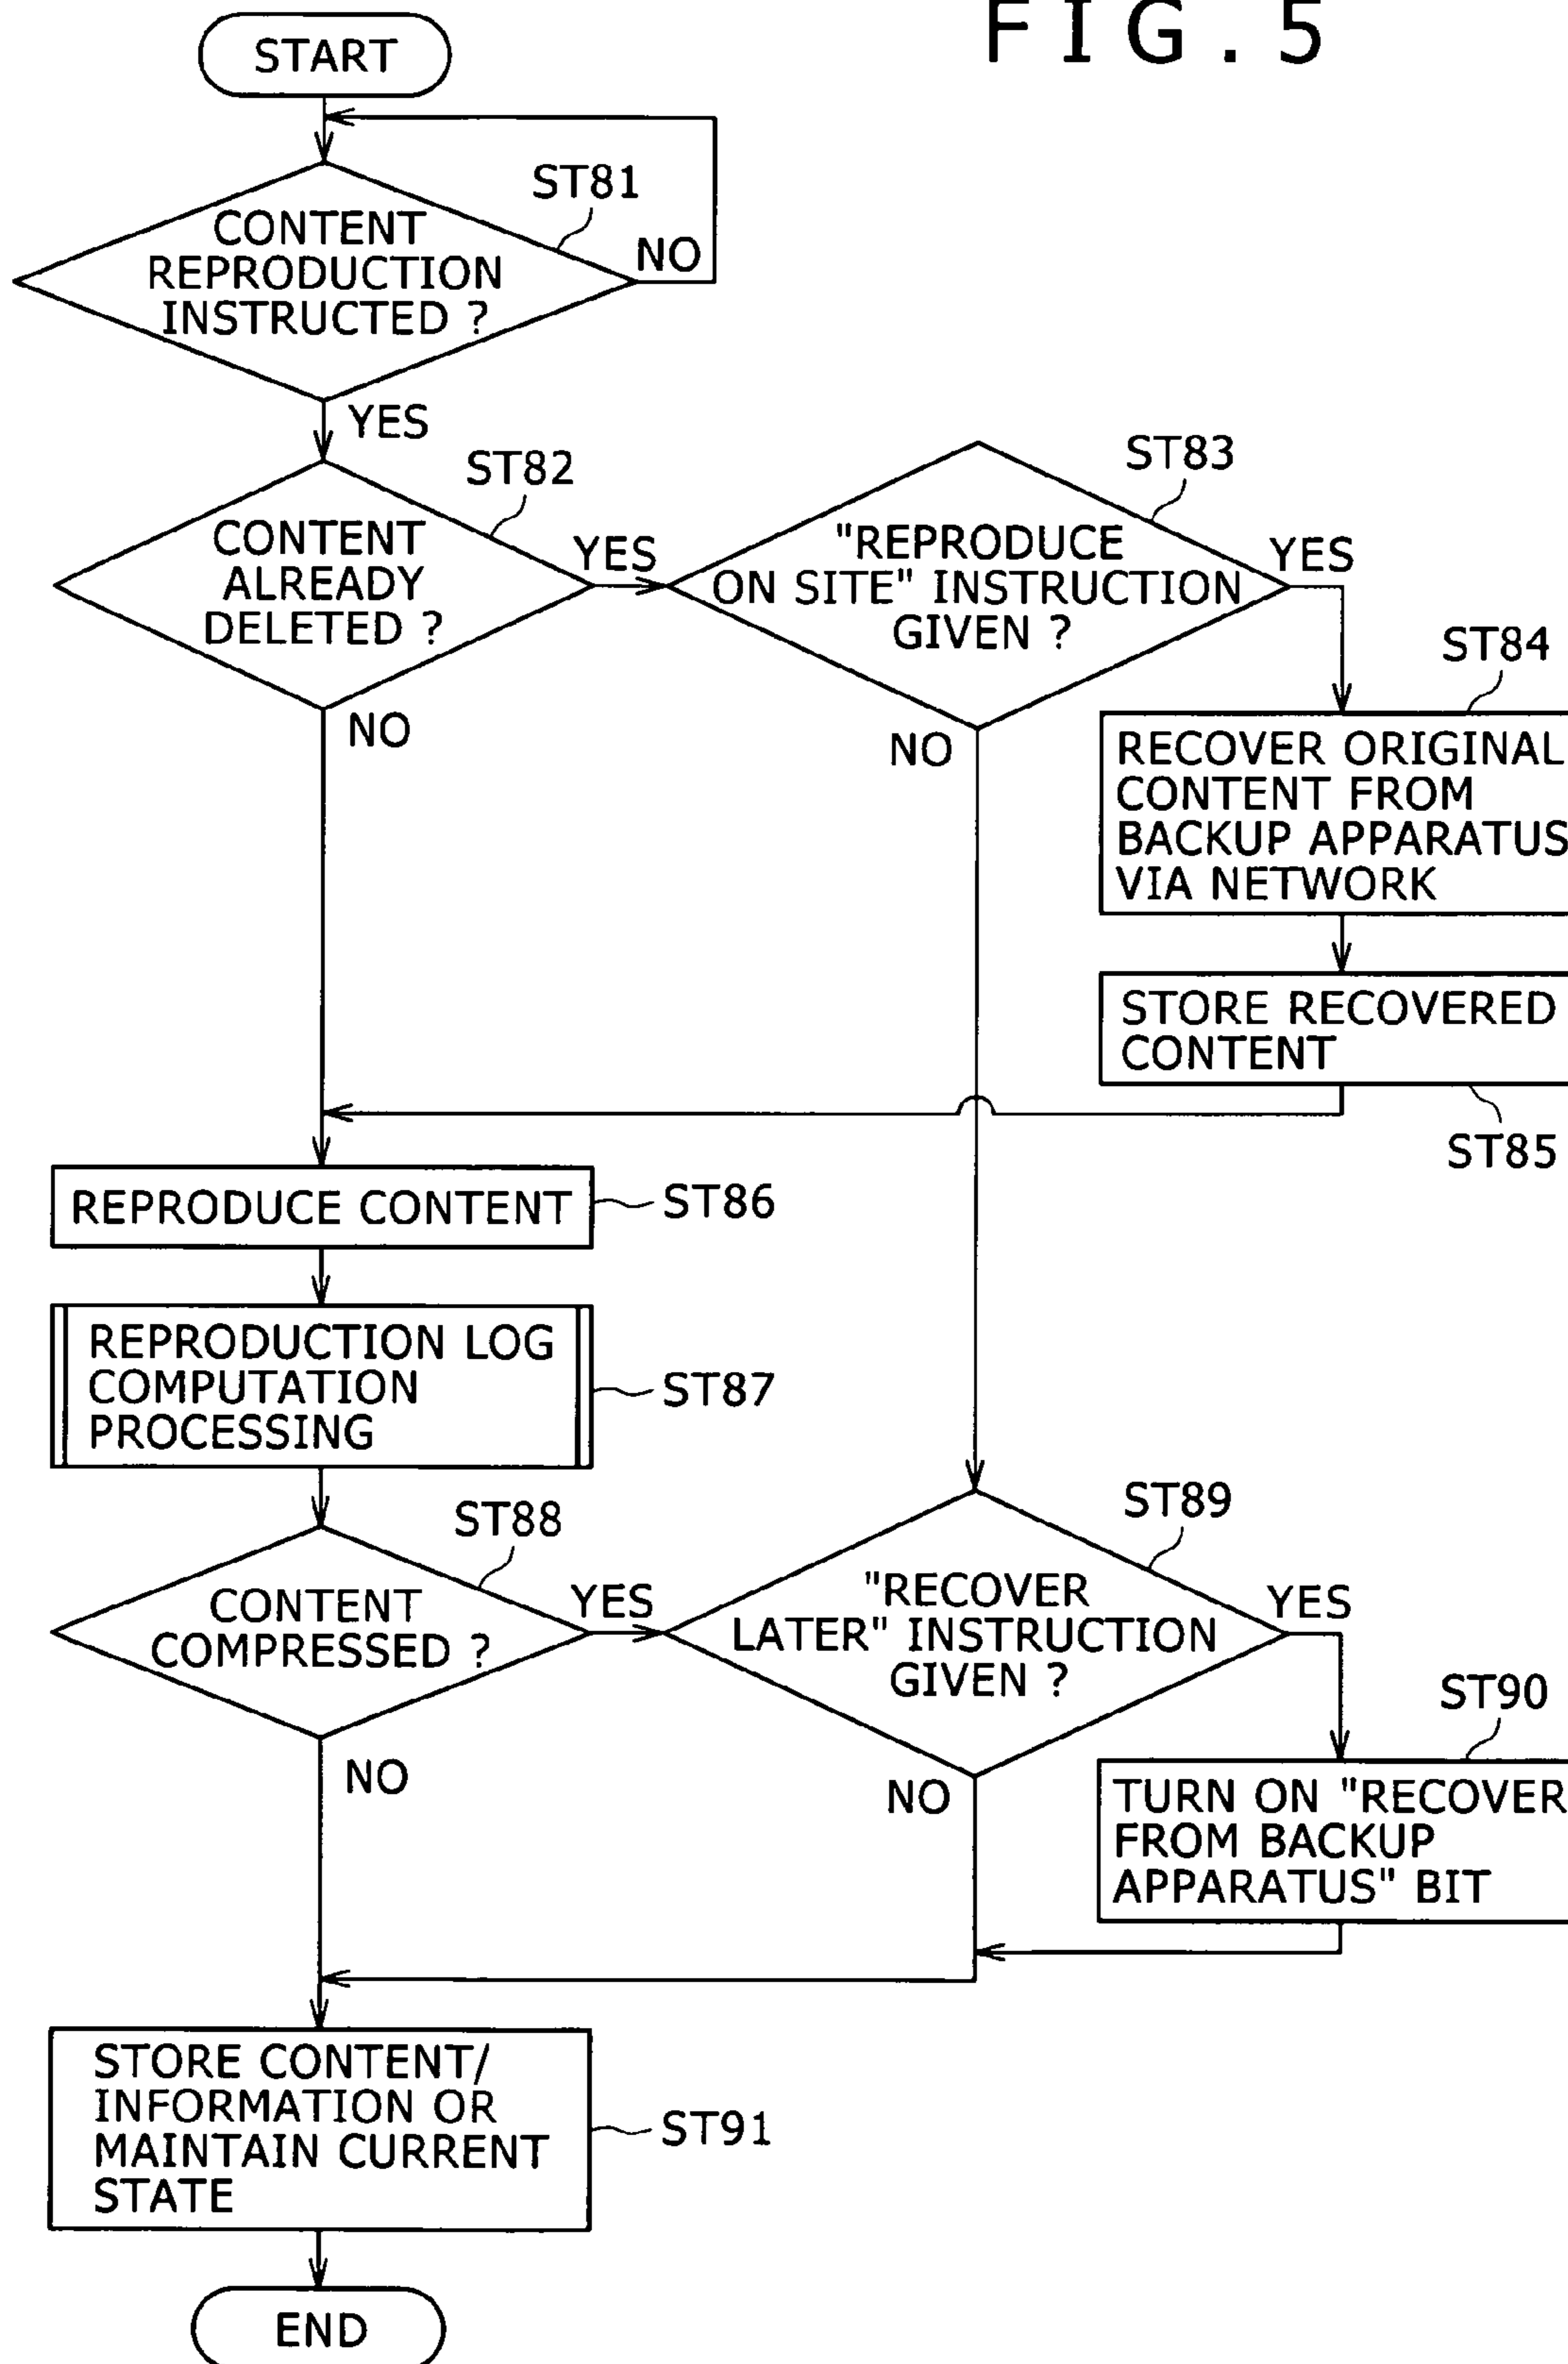 FIG.5
START
ST81
CONTENT
REPRODUCTION
INSTRUCTED ?
NO
YES
ST82
CONTENT
ALREADY
DELETED ?
YES
NO
ST83
"REPRODUCE
ON SITE" INSTRUCTION
GIVEN ?
YES
NO
ST84
RECOVER ORIGINAL
CONTENT FROM
BACKUP APPARATUS
VIA NETWORK
STORE RECOVERED
CONTENT
ST85
REPRODUCE CONTENT
ST86
REPRODUCTION LOG
COMPUTATION
PROCESSING
ST87
ST88
CONTENT
COMPRESSED ?
YES
NO
ST89
"RECOVER
LATER" INSTRUCTION
GIVEN ?
YES
NO
ST90
TURN ON "RECOVER
FROM BACKUP
APPARATUS" BIT
STORE CONTENT/
INFORMATION OR
MAINTAIN CURRENT
STATE
ST91
END